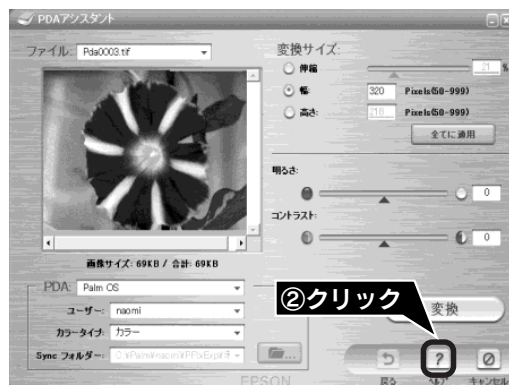 PDAアシスタント
ファイル: Pda0003.tif
変換サイズ:
伸縮 21 %
幅: 320 Pixels(50-999)
高さ: 216 Pixels(50-999)
全てに適用
明るさ:
0
コントラスト:
0
画像サイズ: 69KB / 合計: 69KB
PDA: Palm OS
ユーザー: naomi
カラータイプ: カラー
Sync フォルダー:
②クリック
変換
戻る ヘルプ キャンセル
EPSON